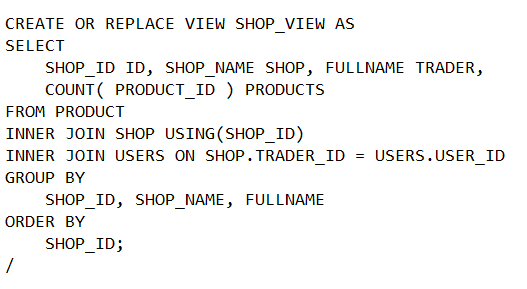 CREATE OR REPLACE VIEW SHOP_VIEW AS
SELECT
    SHOP_ID ID, SHOP_NAME SHOP, FULLNAME TRADER,
    COUNT( PRODUCT_ID ) PRODUCTS
FROM PRODUCT
INNER JOIN SHOP USING(SHOP_ID)
INNER JOIN USERS ON SHOP.TRADER_ID = USERS.USER_ID
GROUP BY
    SHOP_ID, SHOP_NAME, FULLNAME
ORDER BY
    SHOP_ID;
/